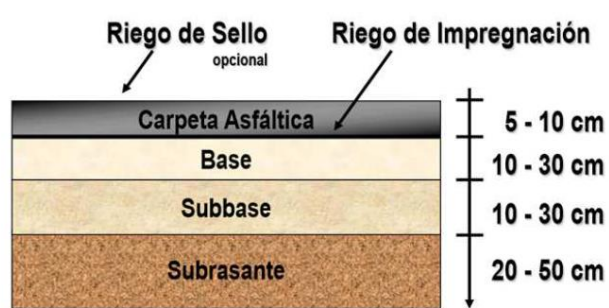 Riego de Sello
opcional
Riego de Impregnación
Carpeta Asfáltica
5 - 10 cm
Base
10 - 30 cm
Subbase
10 - 30 cm
Subrasante
20 - 50 cm